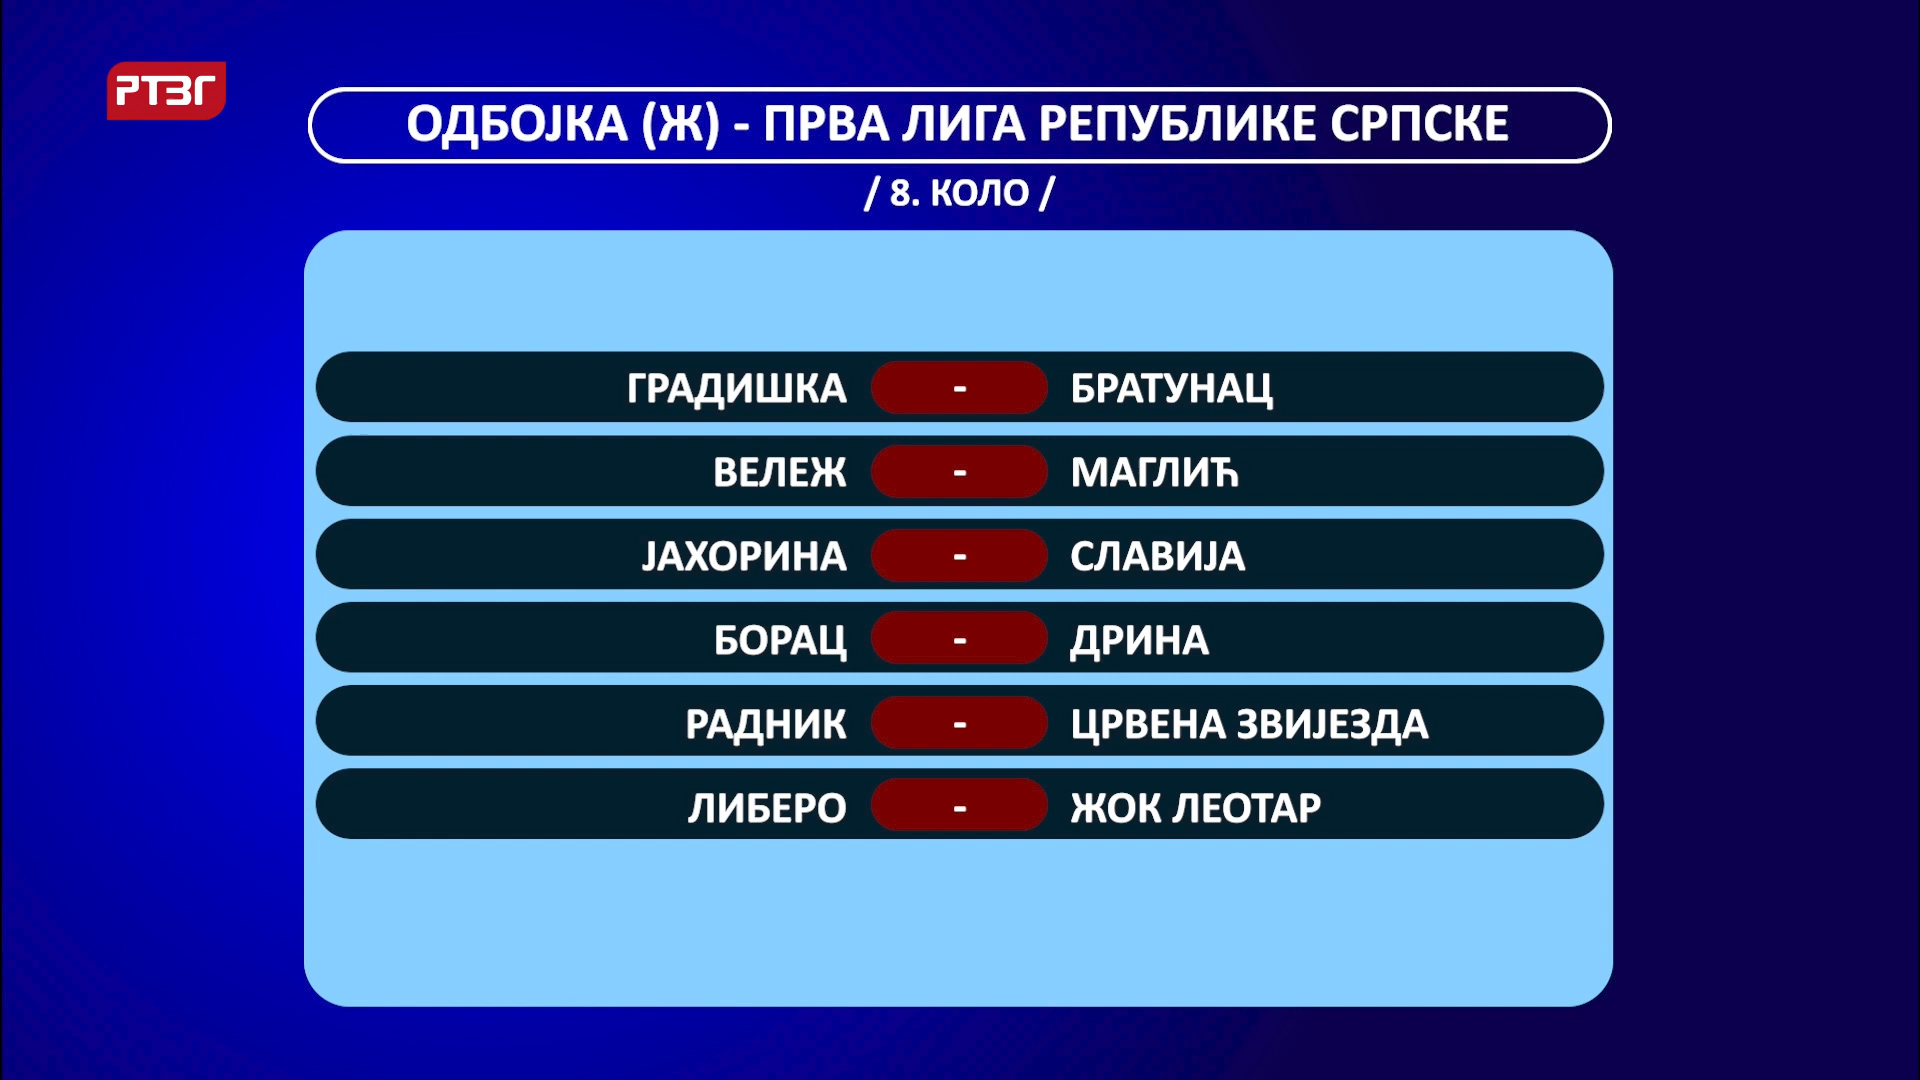 РТВГ
ОДБОЈКА (Ж) - ПРВА ЛИГА РЕПУБЛИКЕ СРПСКЕ
/ 8. КОЛО /
ГРАДИШКА - БРАТУНАЦ
ВЕЛЕЖ - МАГЛИЋ
ЈАХОРИНА - СЛАВИЈА
БОРАЦ - ДРИНА
РАДНИК - ЦРВЕНА ЗВИЈЕЗДА
ЛИБЕРО - ЖОК ЛЕОТАР